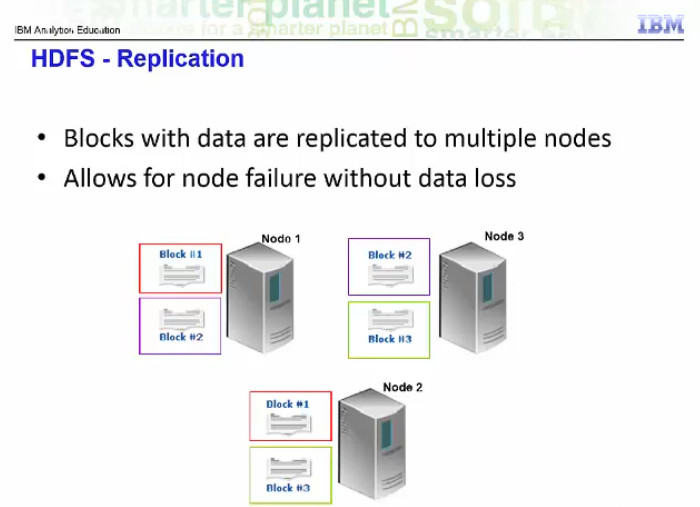 smarter planet
IBM
SOTD
for a smarter planet
IBM Analytics Education
IBM
HDFS - Replication
• Blocks with data are replicated to multiple nodes
• Allows for node failure without data loss
Node 1
Block #1
Block #2
Node 3
Block #2
Block #3
Node 2
Block #1
Block #3